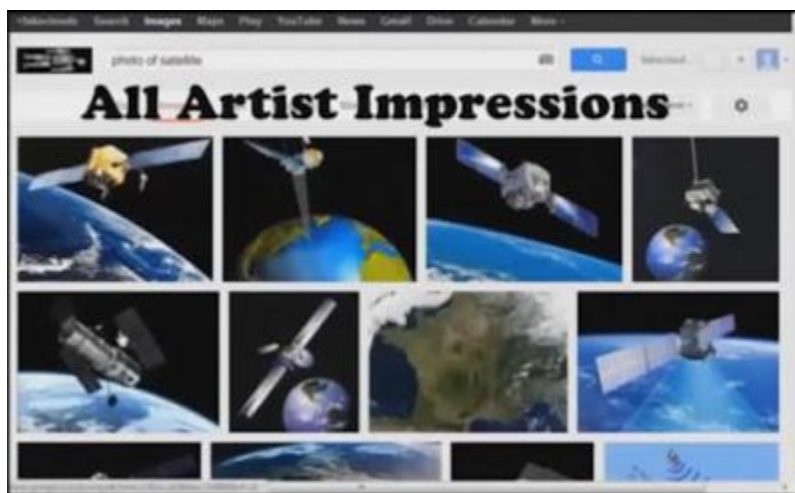 Search Images Maps Play YouTube News Gmail Drive Calendar More
photo of satellite
All Artist Impressions